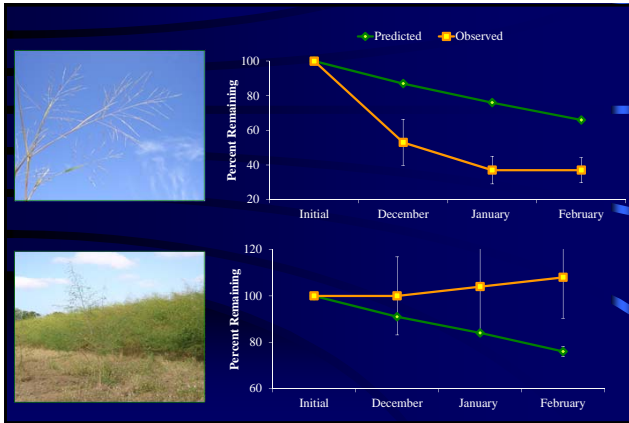 Predicted Observed
Percent Remaining
100
80
60
40
20
Initial December January February
Percent Remaining
120
100
80
60
Initial December January February